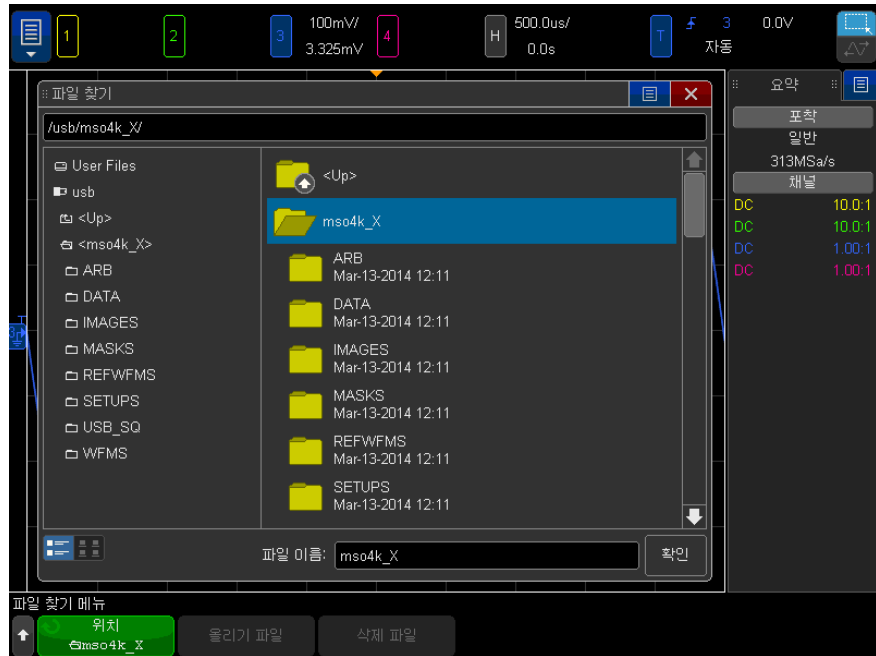 1
2
3
100mV/
3.325mV
4
H
500.0us/
0.0s
T
3
0.0V
자동
파일 찾기
/usb/mso4k_X/
User Files
usb
<Up>
<mso4k_X>
ARB
DATA
IMAGES
MASKS
REFWFMS
SETUPS
USB_SQ
WFMS
<Up>
mso4k_X
ARB
Mar-13-2014 12:11
DATA
Mar-13-2014 12:11
IMAGES
Mar-13-2014 12:11
MASKS
Mar-13-2014 12:11
REFWFMS
Mar-13-2014 12:11
SETUPS
Mar-13-2014 12:11
파일 이름: mso4k_X
확인
요약
포착
일반
313MSa/s
채널
DC 10.0:1
DC 10.0:1
DC 1.00:1
DC 1.00:1
파일 찾기 메뉴
위치
mso4k_X
올리기 파일
삭제 파일